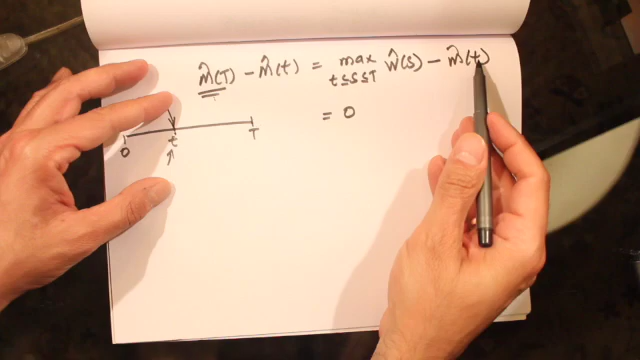 m̂(T) - m̂(t) = max ŵ(s) - m̂(t)
t≤s≤T
= 0
0 t T